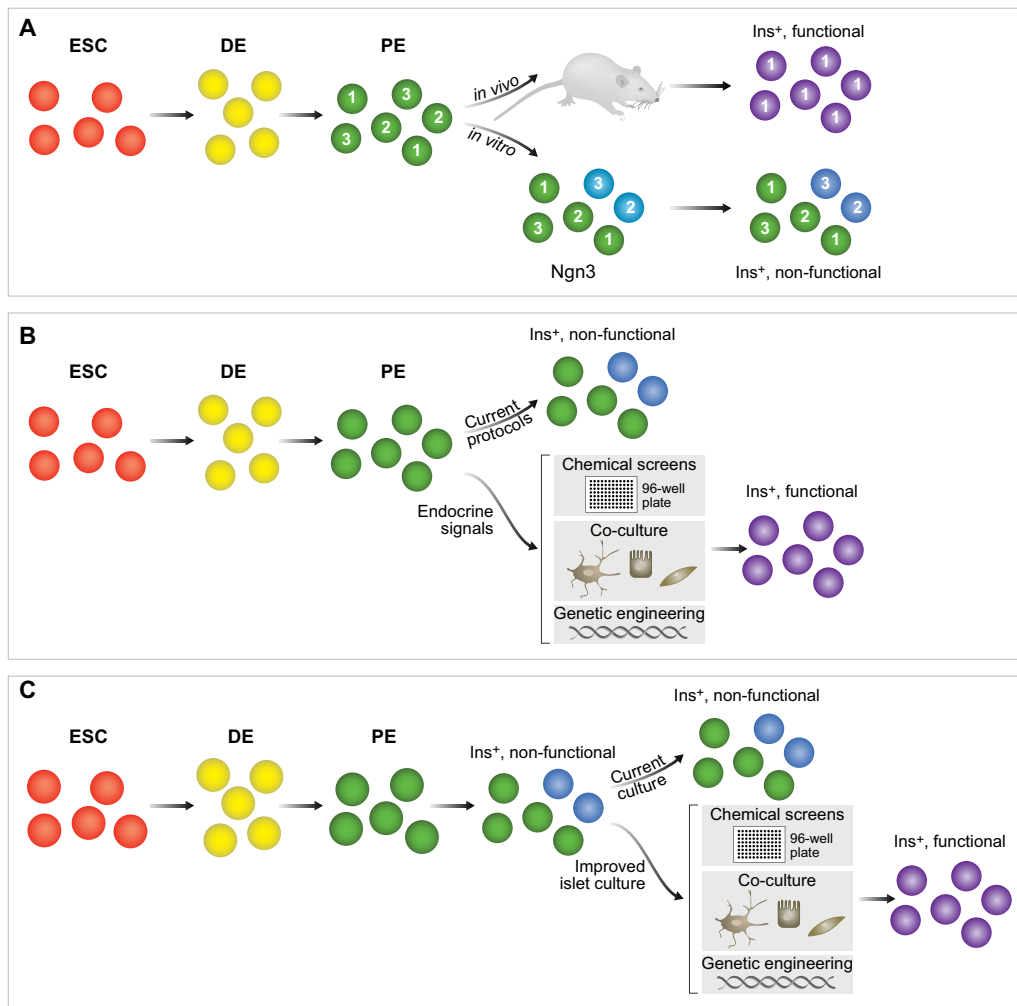 A
ESC
DE
PE
in vivo
in vitro
Ins⁺, functional
1
3
2
2
3
1
1
1
1
1
1
1
1
3
2
2
3
1
Ngn3
1
3
2
2
3
1
Ins⁺, non-functional
B
ESC
DE
PE
Current
protocols
Ins⁺, non-functional
Endocrine
signals
Chemical screens
96-well
plate
Co-culture
Genetic engineering
Ins⁺, functional
C
ESC
DE
PE
Ins⁺, non-functional
Current
culture
Ins⁺, non-functional
Improved
islet culture
Chemical screens
96-well
plate
Co-culture
Genetic engineering
Ins⁺, functional